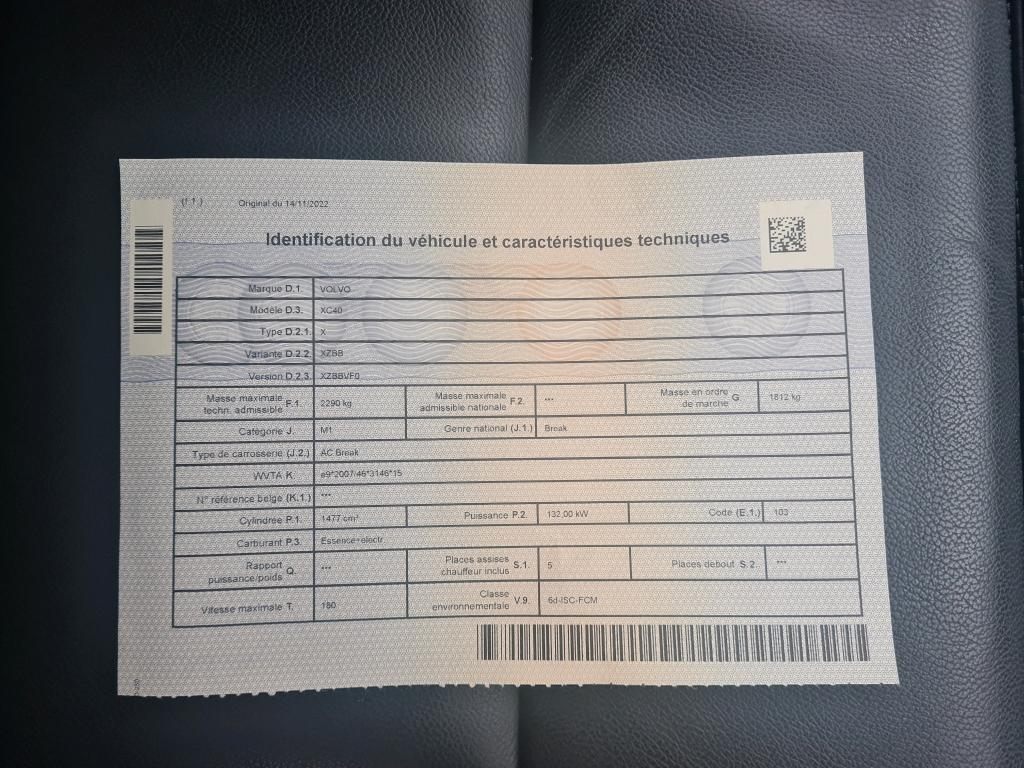 (I.1.) Original du 14/11/2022
Identification du véhicule et caractéristiques techniques
Marque D.1. VOLVO
Modèle D.3. XC40
Type D.2.1. X
Variante D.2.2. XZBB
Version D.2.3. XZBBVF0
Masse maximale techn. admissible F.1. 2290 kg Masse maximale admissible nationale F.2. *** Masse en ordre de marche G. 1812 kg
Catégorie J. M1 Genre national (J.1.) Break
Type de carrosserie (J.2.) AC Break
WVTA K. e9*2007/46*3146*15
N° référence belge (K.1.) ***
Cylindrée P.1. 1477 cm³ Puissance P.2. 132,00 kW Code (E.1.) 103
Carburant P.3. Essence+electr.
Rapport puissance/poids Q. *** Places assises chauffeur inclus S.1. 5 Places debout S.2. ***
Vitesse maximale T. 180 Classe environnementale V.9. 6d-ISC-FCM